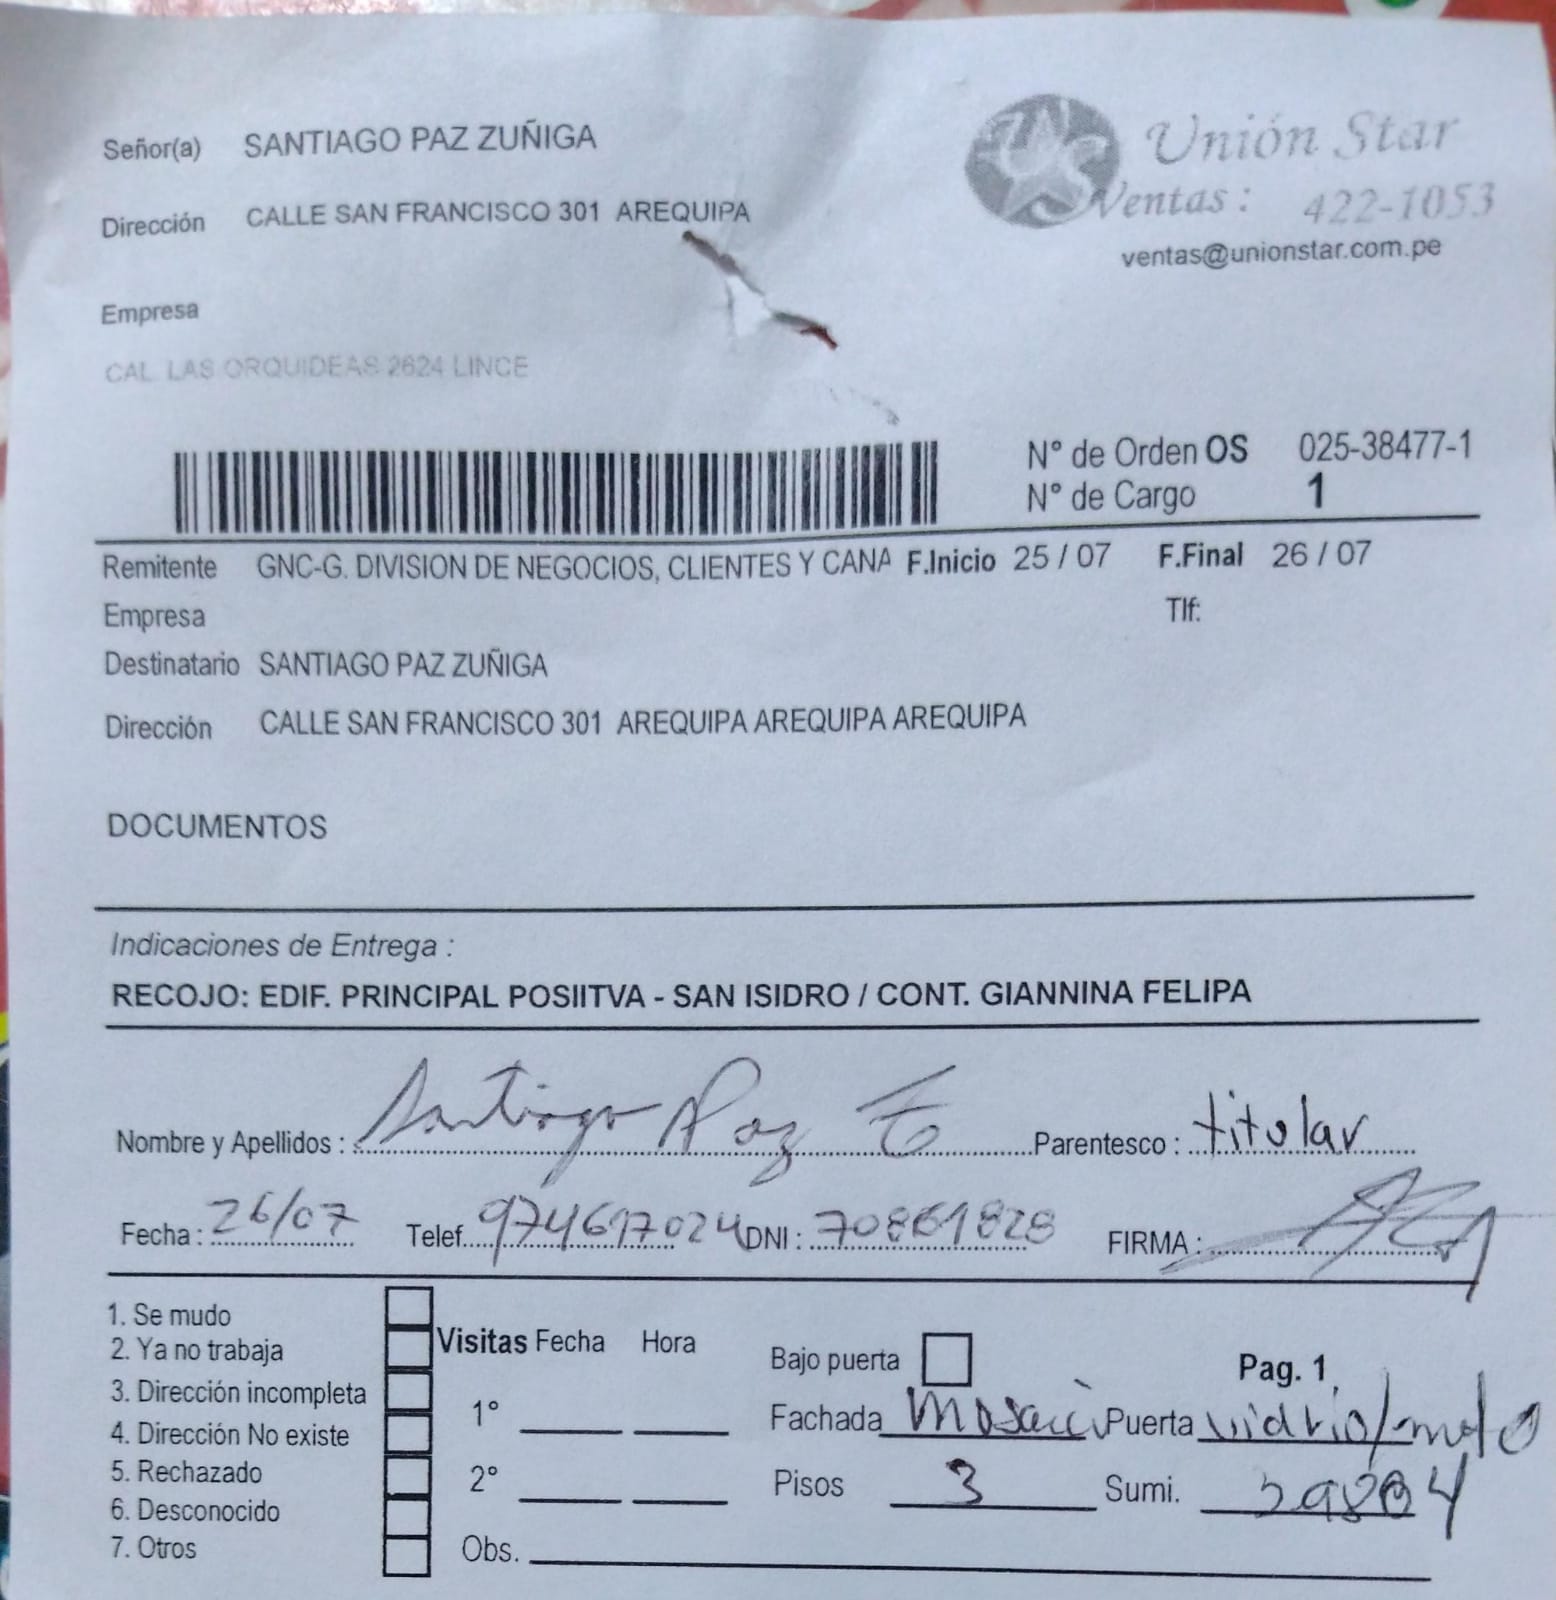 Señor(a) SANTIAGO PAZ ZUÑIGA
Unión Star
Dirección CALLE SAN FRANCISCO 301 AREQUIPA
Ventas : 422-1053
ventas@unionstar.com.pe
Empresa
CAL. LAS ORQUIDEAS 2624 LINCE
N° de Orden OS 025-38477-1
N° de Cargo 1
Remitente GNC-G. DIVISION DE NEGOCIOS, CLIENTES Y CANA F.Inicio 25 / 07 F.Final 26 / 07
Empresa Tlf:
Destinatario SANTIAGO PAZ ZUÑIGA
Dirección CALLE SAN FRANCISCO 301 AREQUIPA AREQUIPA AREQUIPA
DOCUMENTOS
Indicaciones de Entrega :
RECOJO: EDIF. PRINCIPAL POSIITVA - SAN ISIDRO / CONT. GIANNINA FELIPA
Nombre y Apellidos : Santiago Paz Z Parentesco : titular
Fecha : 26/07 Telef. 974617024 DNI : 70861828 FIRMA :
1. Se mudo
2. Ya no trabaja
3. Dirección incompleta
4. Dirección No existe
5. Rechazado
6. Desconocido
7. Otros
Visitas Fecha Hora
1°
2°
Obs.
Bajo puerta Pag. 1
Fachada Puerta vidrio/
Pisos 3 Sumi.